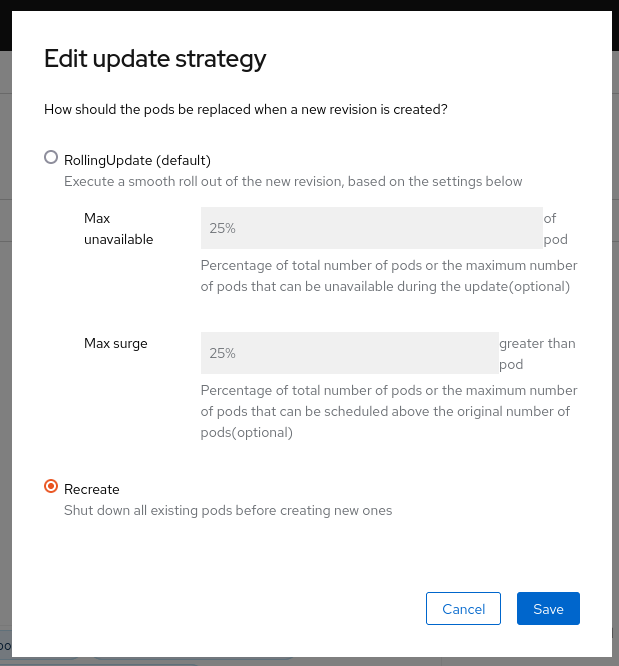 Edit update strategy
How should the pods be replaced when a new revision is created?
RollingUpdate (default)
Execute a smooth roll out of the new revision, based on the settings below
Max
unavailable
25%
of
pod
Percentage of total number of pods or the maximum number
of pods that can be unavailable during the update(optional)
Max surge
25%
greater than
pod
Percentage of total number of pods or the maximum number
of pods that can be scheduled above the original number of
pods(optional)
Recreate
Shut down all existing pods before creating new ones
Cancel
Save